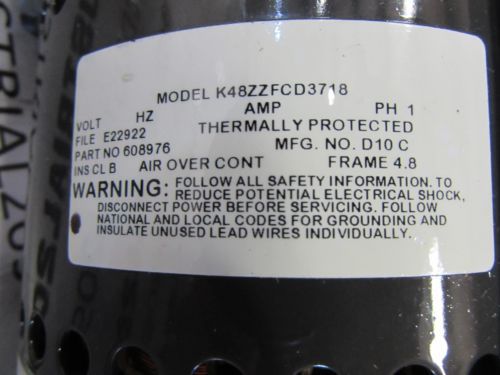 MODEL K48ZZFCD3718
VOLT HZ AMP PH 1
FILE E22922 THERMALLY PROTECTED
PART NO 608976 MFG. NO. D10 C
INS CL B AIR OVER CONT FRAME 4.8
WARNING: FOLLOW ALL SAFETY INFORMATION. TO
REDUCE POTENTIAL ELECTRICAL SHOCK,
DISCONNECT POWER BEFORE SERVICING. FOLLOW
NATIONAL AND LOCAL CODES FOR GROUNDING AND
INSULATE UNUSED LEAD WIRES INDIVIDUALLY.